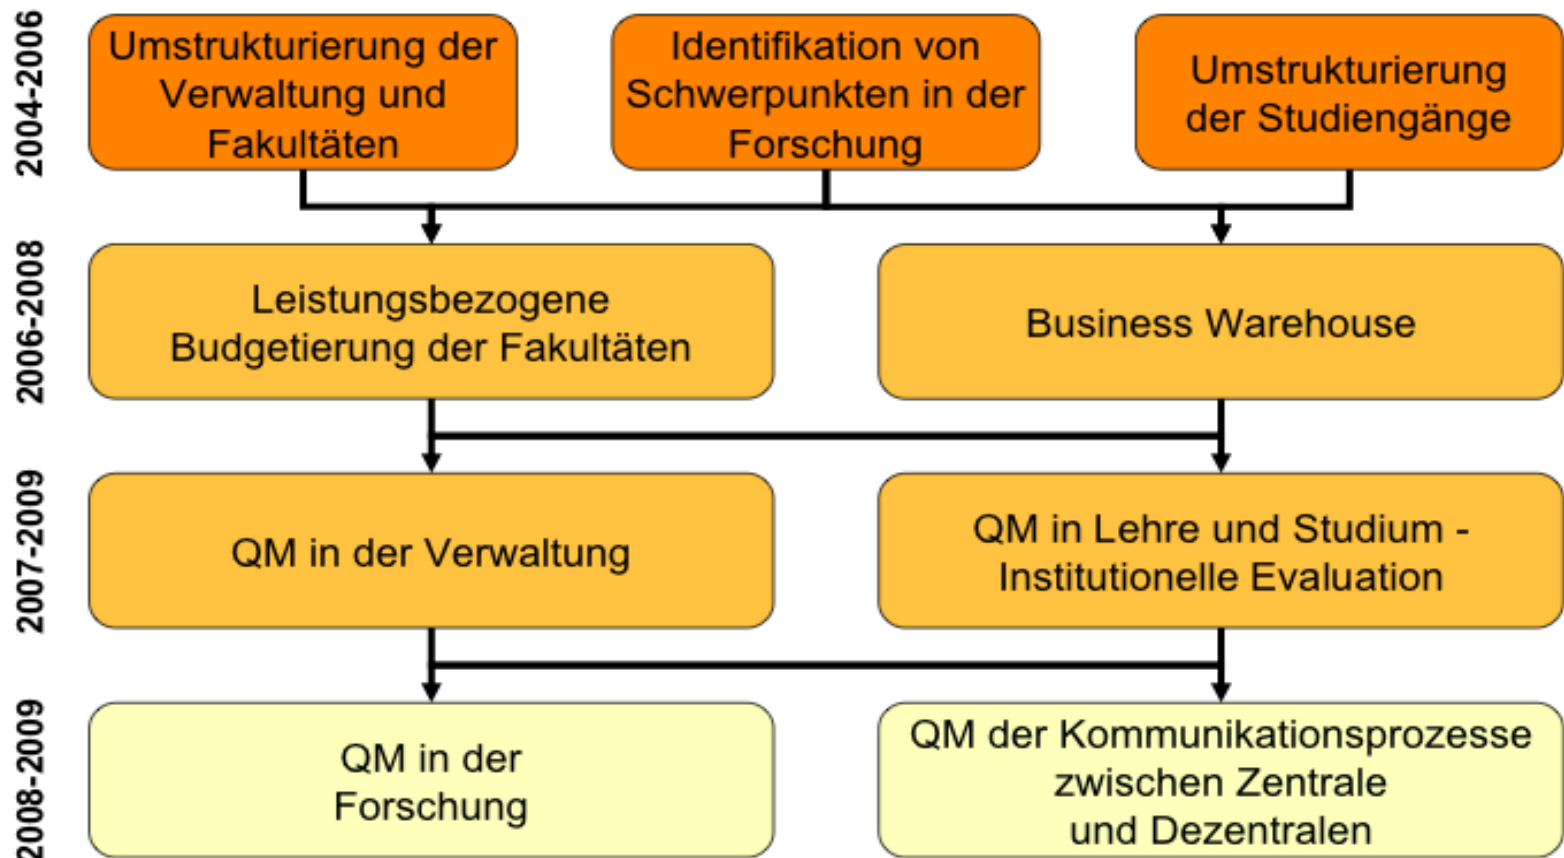 2004-2006
Umstrukturierung der
Verwaltung und
Fakultäten
Identifikation von
Schwerpunkten in der
Forschung
Umstrukturierung
der Studiengänge
2006-2008
Leistungsbezogene
Budgetierung der Fakultäten
Business Warehouse
2007-2009
QM in der Verwaltung
QM in Lehre und Studium -
Institutionelle Evaluation
2008-2009
QM in der
Forschung
QM der Kommunikationsprozesse
zwischen Zentrale
und Dezentralen